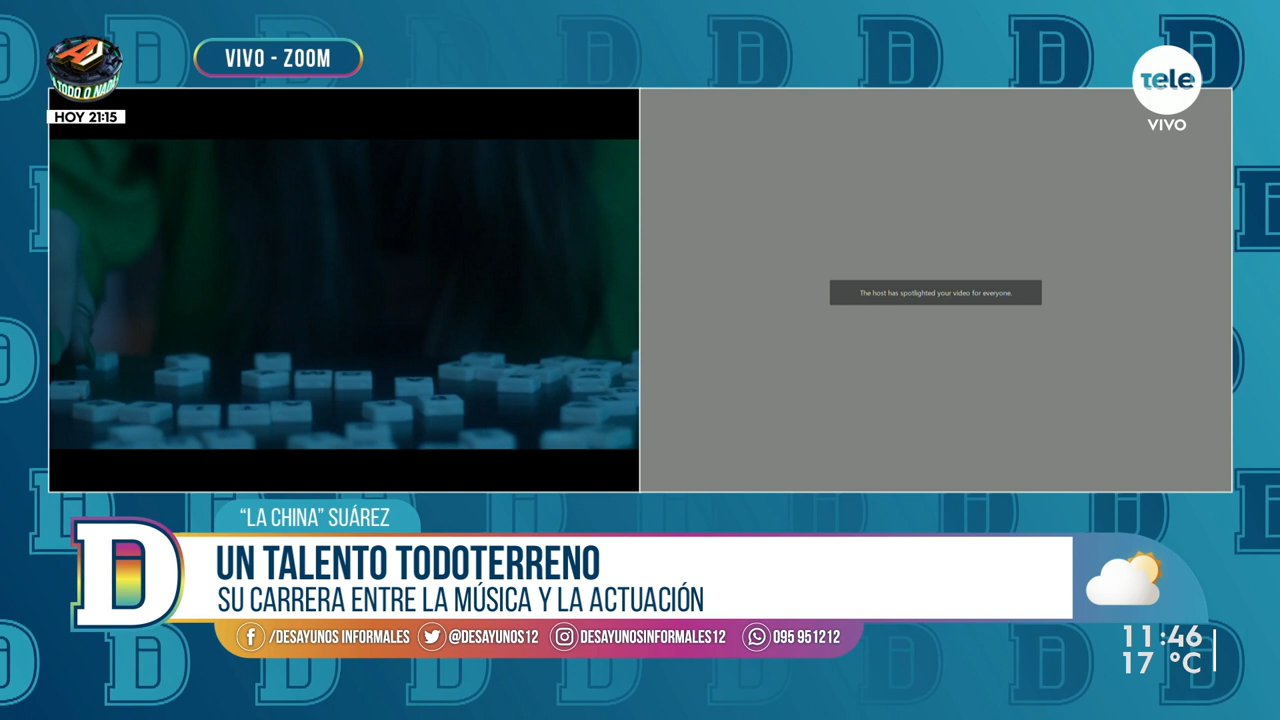 TODO O NADA
HOY 21:15
VIVO - ZOOM
tele
VIVO
The host has spotlighted your video for everyone.
"LA CHINA" SUÁREZ
UN TALENTO TODOTERRENO
SU CARRERA ENTRE LA MÚSICA Y LA ACTUACIÓN
/DESAYUNOS INFORMALES @DESAYUNOS12 DESAYUNOSINFORMALES12 095 951212
11:46
17 °C